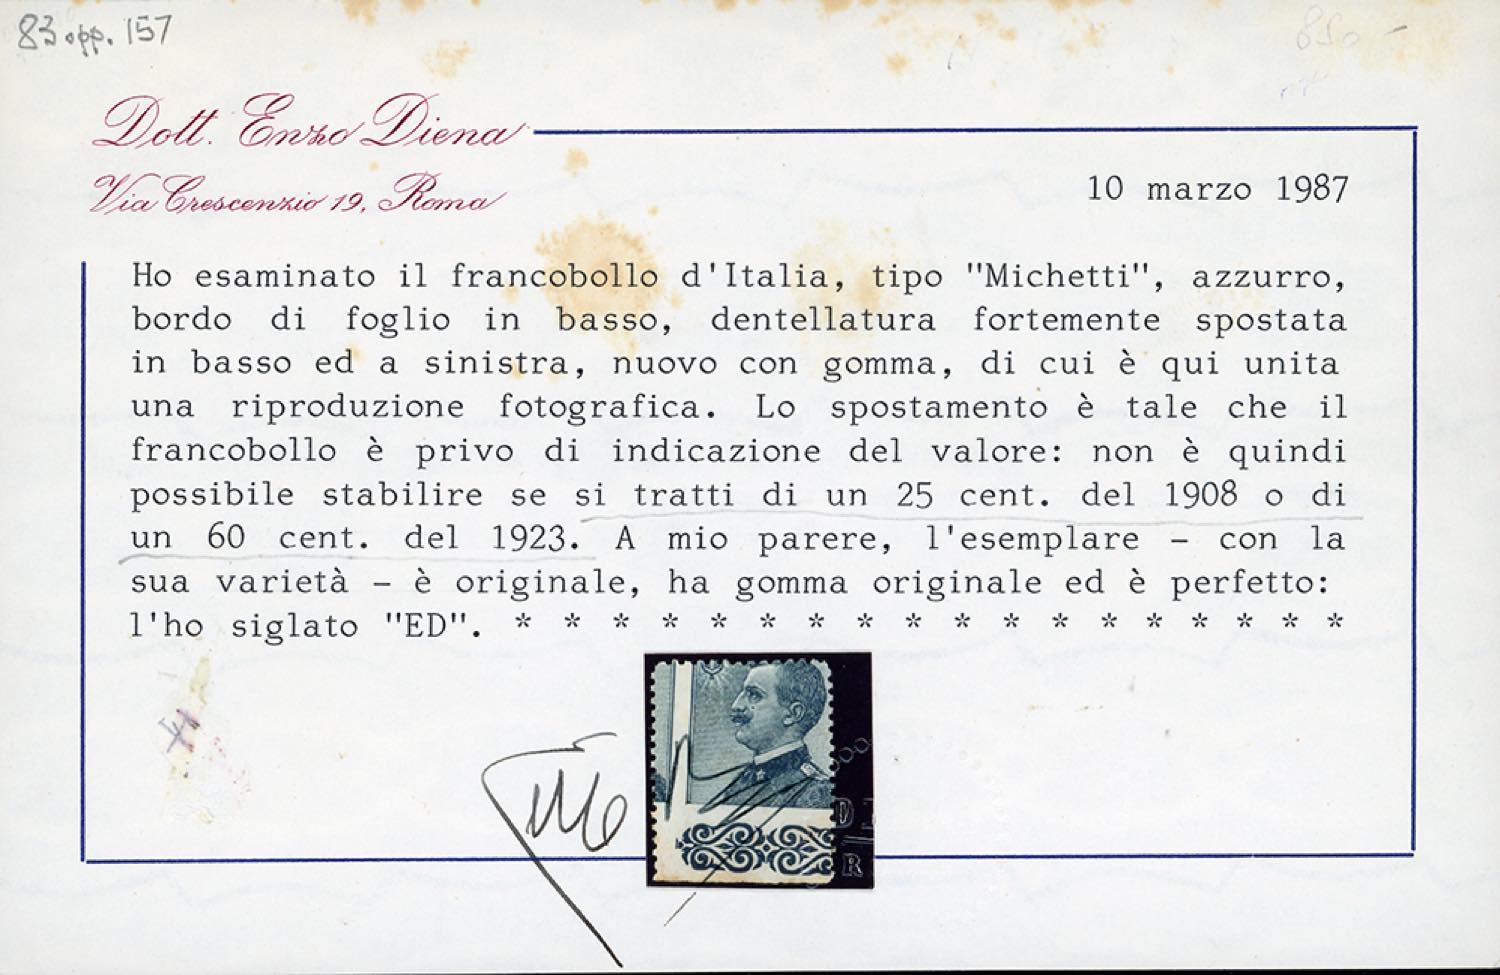 83 opp. 157
850 -
Dott. Enzo Diena
Via Crescenzio 19, Roma
10 marzo 1987
Ho esaminato il francobollo d'Italia, tipo "Michetti", azzurro,
bordo di foglio in basso, dentellatura fortemente spostata
in basso ed a sinistra, nuovo con gomma, di cui è qui unita
una riproduzione fotografica. Lo spostamento è tale che il
francobollo è privo di indicazione del valore: non è quindi
possibile stabilire se si tratti di un 25 cent. del 1908 o di
un 60 cent. del 1923. A mio parere, l'esemplare - con la
sua varietà - è originale, ha gomma originale ed è perfetto:
l'ho siglato "ED". * * * * * * * * * * * * * * * * * *